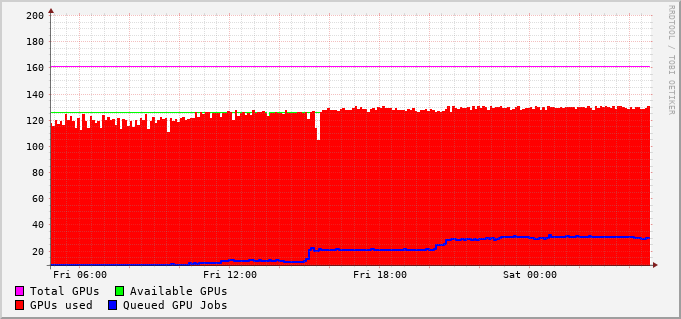 200
180
160
140
120
100
80
60
40
20
Fri 06:00 Fri 12:00 Fri 18:00 Sat 00:00
Total GPUs Available GPUs
GPUs used Queued GPU Jobs
RRDTOOL / TOBI OETIKER